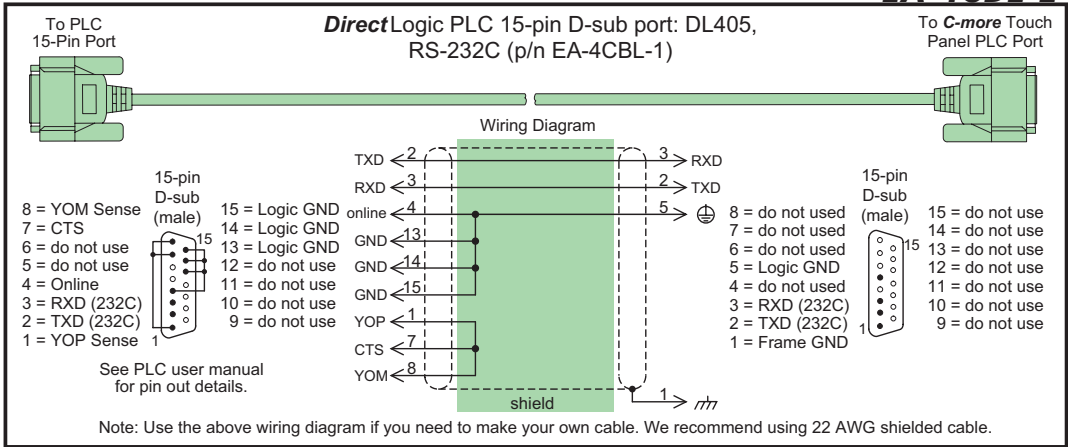 To PLC
15-Pin Port
DirectLogic PLC 15-pin D-sub port: DL405,
RS-232C (p/n EA-4CBL-1)
To C-more Touch
Panel PLC Port
Wiring Diagram
TXD 2 3 RXD
RXD 3 2 TXD
online 4 5
GND 13
GND 14
GND 15
YOP 1
CTS 7
YOM 8
1
shield
15-pin
D-sub
(male)
8 = YOM Sense
7 = CTS
6 = do not use
5 = do not use
4 = Online
3 = RXD (232C)
2 = TXD (232C)
1 = YOP Sense
15
1
15 = Logic GND
14 = Logic GND
13 = Logic GND
12 = do not use
11 = do not use
10 = do not use
9 = do not use
See PLC user manual
for pin out details.
15-pin
D-sub
(male)
8 = do not used
7 = do not used
6 = do not used
5 = Logic GND
4 = do not used
3 = RXD (232C)
2 = TXD (232C)
1 = Frame GND
15
1
15 = do not use
14 = do not use
13 = do not use
12 = do not use
11 = do not use
10 = do not use
9 = do not use
Note: Use the above wiring diagram if you need to make your own cable. We recommend using 22 AWG shielded cable.